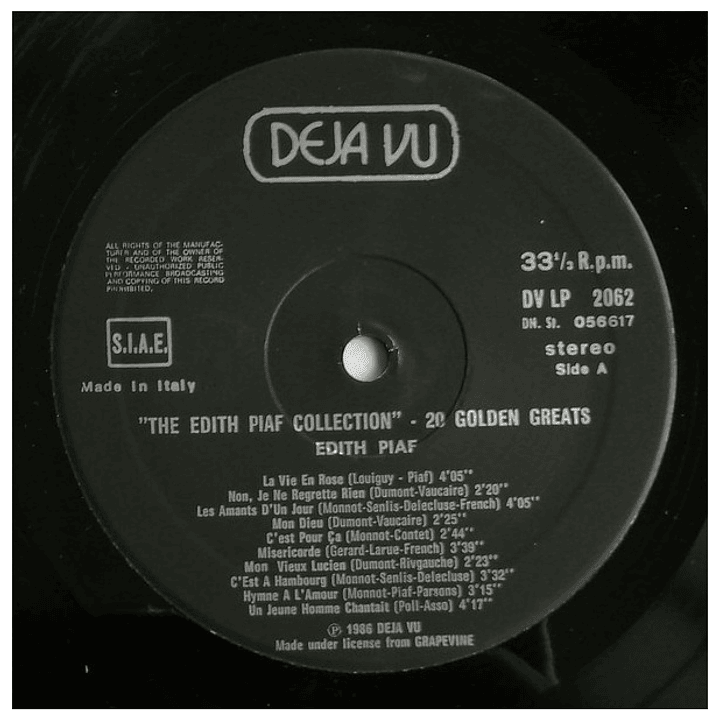 DEJA VU
ALL RIGHTS OF THE MANUFAC-
TURER AND OF THE OWNER OF
THE RECORDED WORK RESER-
VED - UNAUTHORIZED PUBLIC
PERFORMANCE BROADCASTING
AND COPYING OF THIS RECORD
PROHIBITED.
S.I.A.E.
Made in Italy
33 1/3 R.p.m.
DV LP 2062
DN. St. 056617
stereo
Side A
"THE EDITH PIAF COLLECTION" - 20 GOLDEN GREATS
EDITH PIAF
La Vie En Rose (Louiguy - Piaf) 4'05''
Non, Je Ne Regrette Rien (Dumont-Vaucaire) 2'20''
Les Amants D'Un Jour (Monnot-Senlis-Delecluse-French) 4'05''
Mon Dieu (Dumont-Vaucaire) 2'25''
C'est Pour Ça (Monnot-Contet) 2'44''
Misericorde (Gerard-Larue-French) 3'39''
Mon Vieux Lucien (Dumont-Rivgauche) 2'23''
C'Est A Hambourg (Monnot-Senlis-Delecluse) 3'32''
Hymne A L'Amour (Monnot-Piaf-Parsons) 3'15''
Un Jeune Homme Chantait (Poll-Asso) 4'17''
℗ 1986 DEJA VU
Made under license from GRAPEVINE